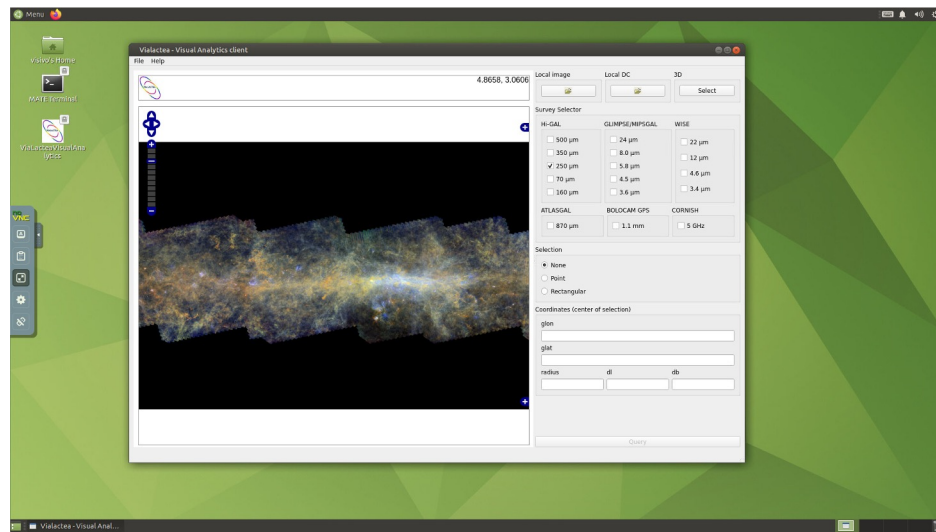 Menu
visivo's Home
MATE Terminal
ViaLacteaVisualAna
lytics
VNC
Vialactea - Visual Analytics client
File Help
4.8658, 3.0606
Local image Local DC 3D
Select
Survey Selector
Hi-GAL GLIMPSE/MIPSGAL WISE
500 µm 24 µm 22 µm
350 µm 8.0 µm 12 µm
250 µm 5.8 µm 4.6 µm
70 µm 4.5 µm 3.4 µm
160 µm 3.6 µm
ATLASGAL BOLOCAM GPS CORNISH
870 µm 1.1 mm 5 GHz
Selection
None
Point
Rectangular
Coordinates (center of selection)
glon
glat
radius dl db
Query
Vialactea - Visual Anal...